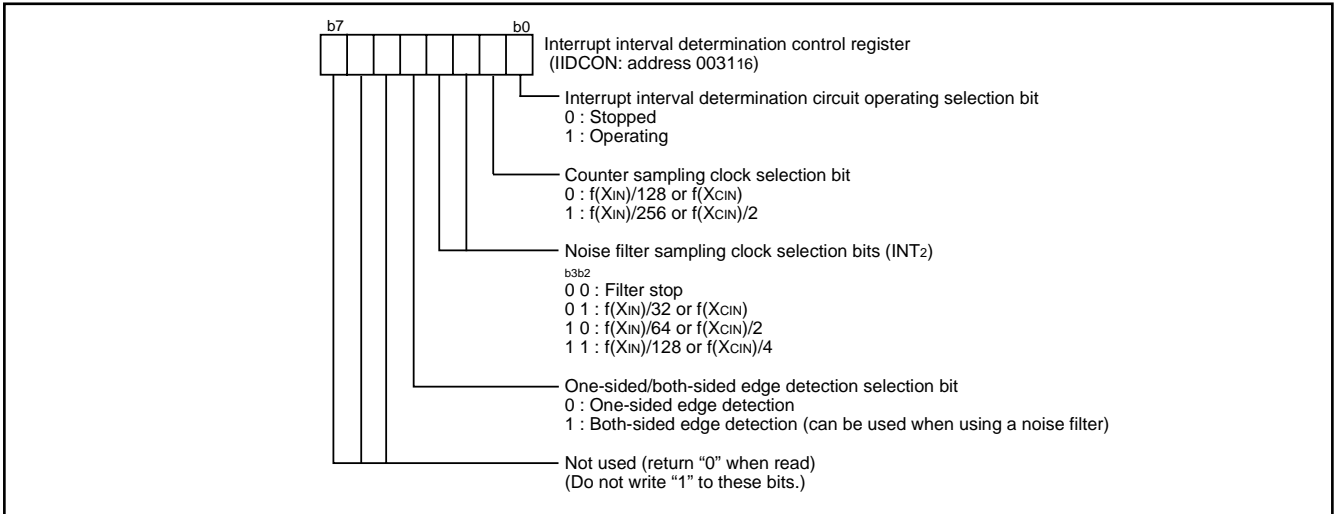 b7 b0
Interrupt interval determination control register
(IIDCON: address 003116)
Interrupt interval determination circuit operating selection bit
0 : Stopped
1 : Operating
Counter sampling clock selection bit
0 : f(XIN)/128 or f(XCIN)
1 : f(XIN)/256 or f(XCIN)/2
Noise filter sampling clock selection bits (INT2)
b3b2
0 0 : Filter stop
0 1 : f(XIN)/32 or f(XCIN)
1 0 : f(XIN)/64 or f(XCIN)/2
1 1 : f(XIN)/128 or f(XCIN)/4
One-sided/both-sided edge detection selection bit
0 : One-sided edge detection
1 : Both-sided edge detection (can be used when using a noise filter)
Not used (return “0” when read)
(Do not write “1” to these bits.)